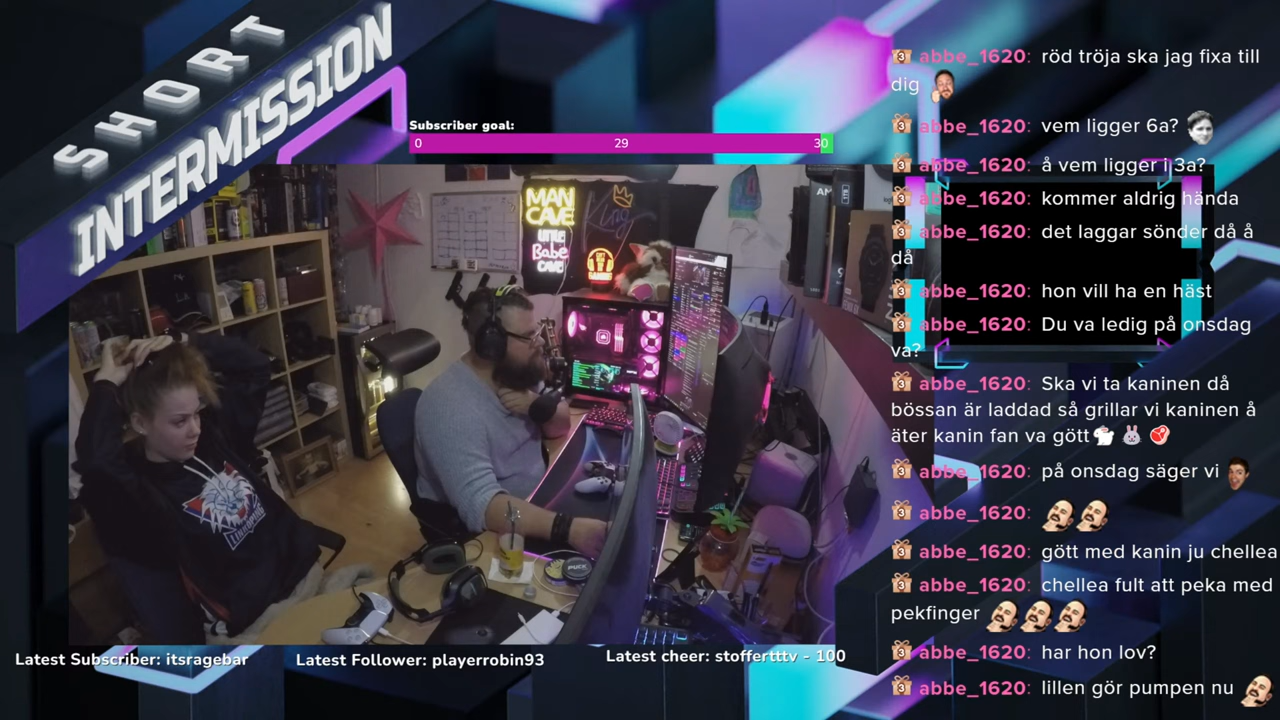 SHORT
INTERMISSION
Subscriber goal:
0 29 30
MAN
CAVE
King
Babe
CAVE
LINKÖPING
PUCK
Latest Subscriber: itsragebar
Latest Follower: playerrobin93
Latest cheer: stoffertttv - 100
abbe_1620: röd tröja ska jag fixa till
dig
abbe_1620: vem ligger 6a?
abbe_1620: å vem ligger i 3a?
abbe_1620: kommer aldrig hända
abbe_1620: det laggar sönder då å
då
abbe_1620: hon vill ha en häst
abbe_1620: Du va ledig på onsdag
va?
abbe_1620: Ska vi ta kaninen då
bössan är laddad så grillar vi kaninen å
äter kanin fan va gött
abbe_1620: på onsdag säger vi
abbe_1620:
abbe_1620: gött med kanin ju chellea
abbe_1620: chellea fult att peka med
pekfinger
abbe_1620: har hon lov?
abbe_1620: lillen gör pumpen nu